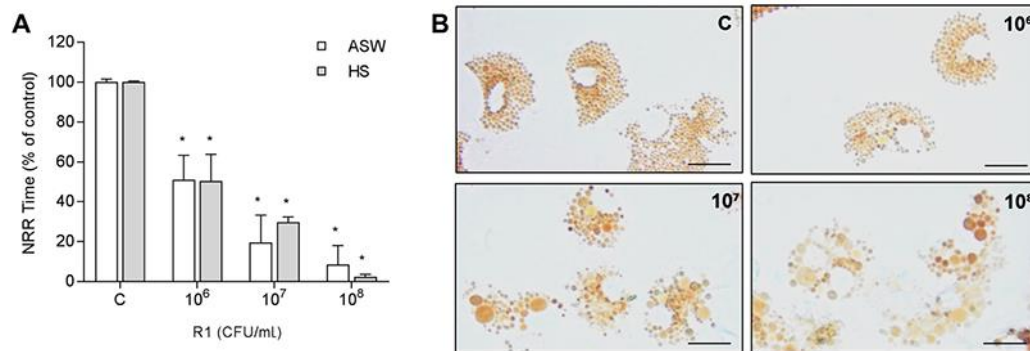 A
120
100
80
60
40
20
0
NRR Time (% of control)
ASW
HS
* *
* *
* *
C 10⁶ 10⁷ 10⁸
R1 (CFU/mL)
B
C
10⁶
10⁷
10⁸